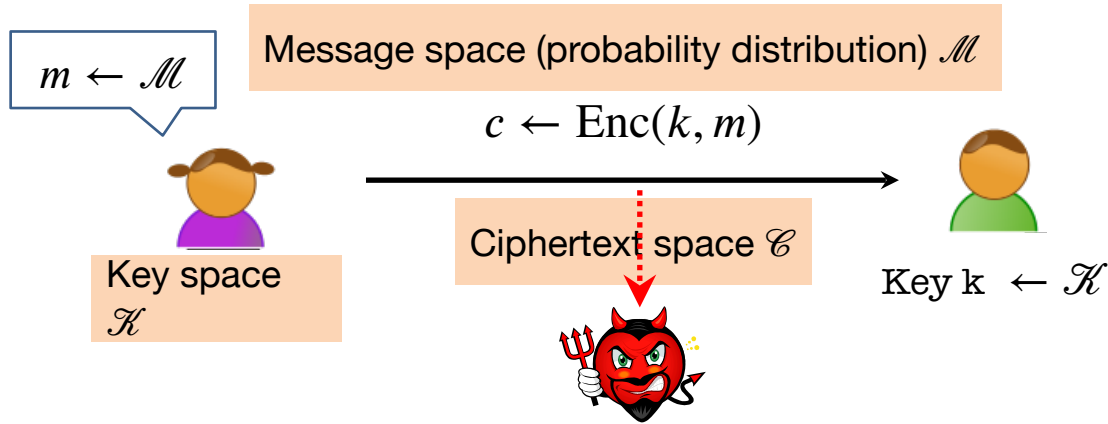 Message space (probability distribution) ℳ
m ← ℳ
c ← Enc(k, m)
Ciphertext space 𝒞
Key space
𝒦
Key k ← 𝒦